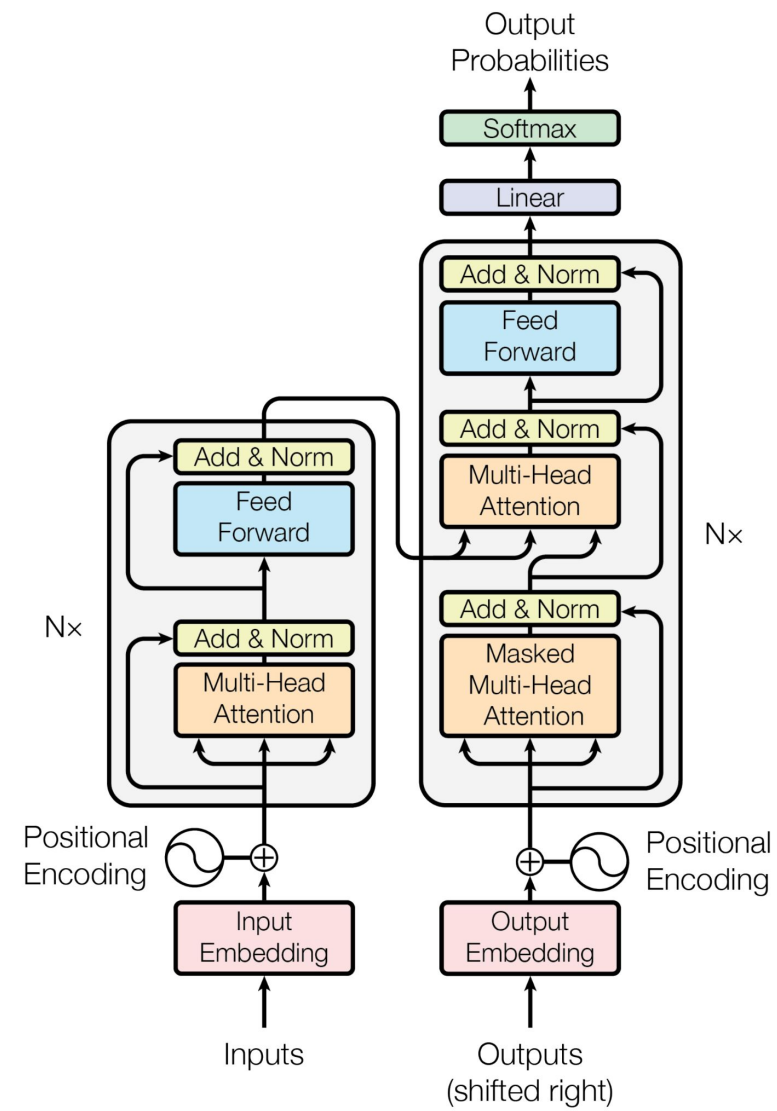 Output
Probabilities
Softmax
Linear
Add & Norm
Feed
Forward
Add & Norm
Multi-Head
Attention
Add & Norm
Masked
Multi-Head
Attention
N×
Add & Norm
Feed
Forward
Add & Norm
Multi-Head
Attention
N×
Positional
Encoding
Positional
Encoding
Input
Embedding
Output
Embedding
Inputs
Outputs
(shifted right)